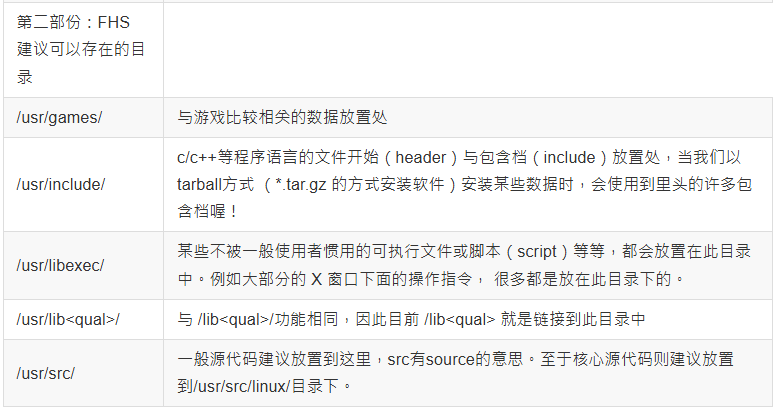 第二部份：FHS
建议可以存在的目
录
/usr/games/
与游戏比较相关的数据放置处
/usr/include/
c/c++等程序语言的文件开始（header）与包含档（include）放置处，当我们以
tarball方式 （*.tar.gz 的方式安装软件）安装某些数据时，会使用到里头的许多包
含档喔！
/usr/libexec/
某些不被一般使用者惯用的可执行文件或脚本（script）等等，都会放置在此目录
中。例如大部分的 X 窗口下面的操作指令， 很多都是放在此目录下的。
/usr/lib<qual>/
与 /lib<qual>/功能相同，因此目前 /lib<qual> 就是链接到此目录中
/usr/src/
一般源代码建议放置到这里，src有source的意思。至于核心源代码则建议放置
到/usr/src/linux/目录下。